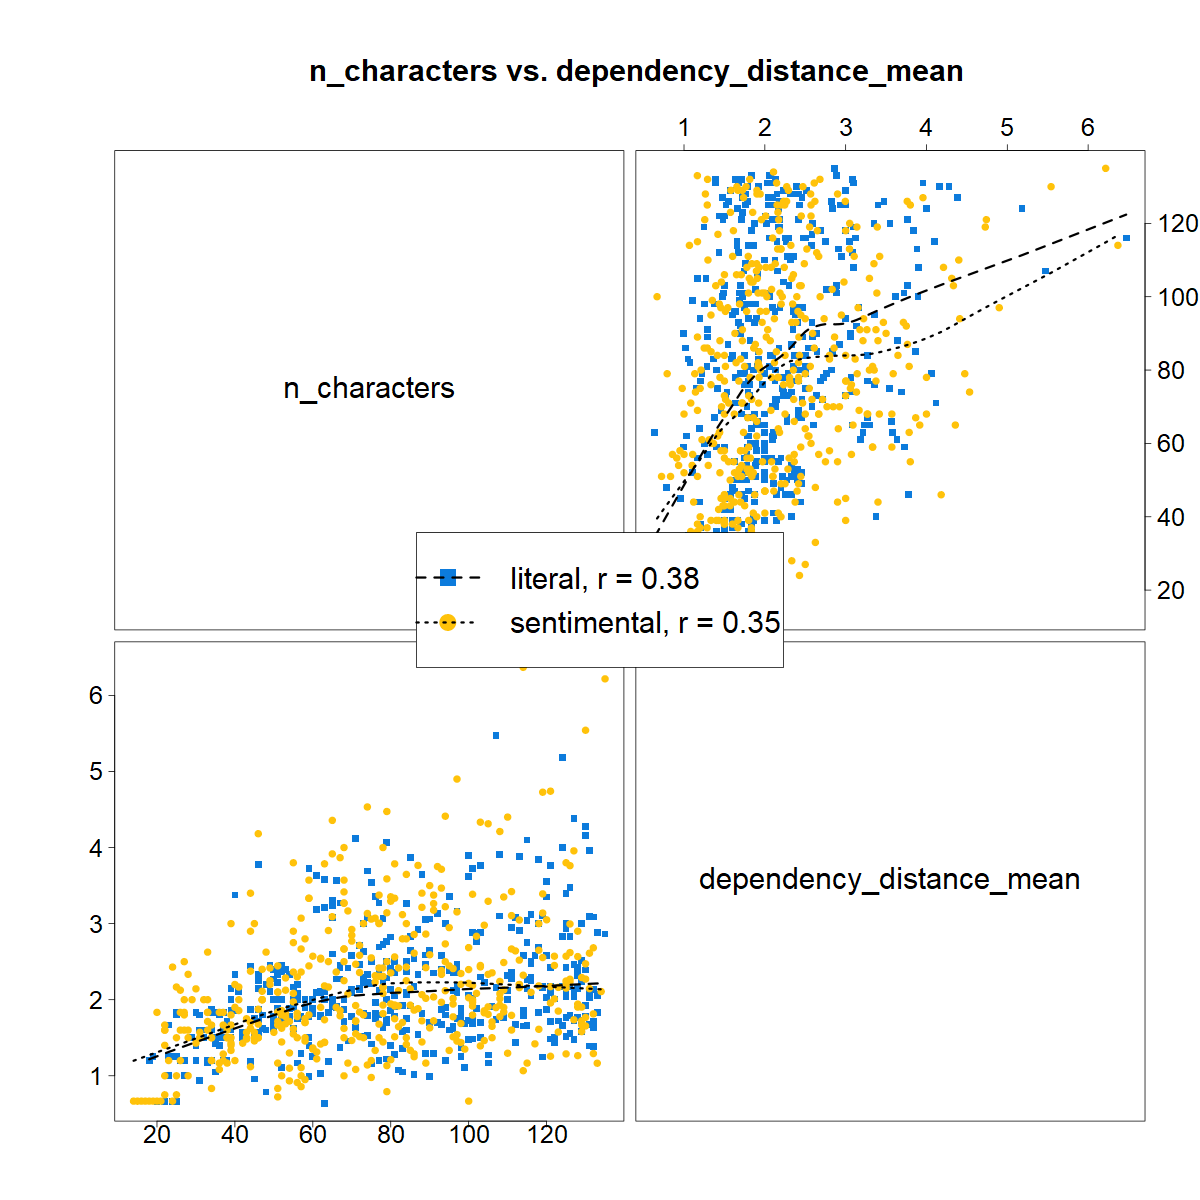 n_characters vs. dependency_distance_mean
1 2 3 4 5 6
n_characters
120
100
80
60
40
20
literal, r = 0.38
sentimental, r = 0.35
6
5
4
3
2
1
dependency_distance_mean
20 40 60 80 100 120